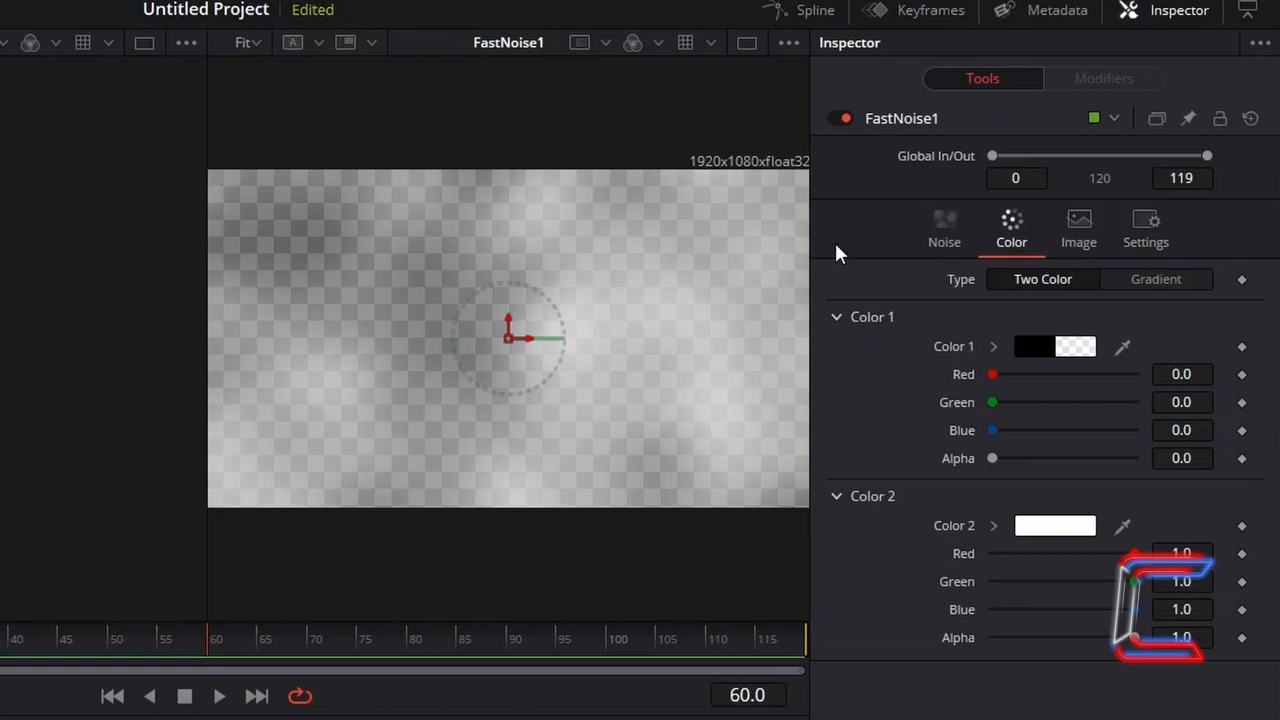 Untitled Project Edited Spline Keyframes Metadata Inspector
Fit A FastNoise1 Inspector
Tools Modifiers
FastNoise1
1920x1080xfloat32 Global In/Out
0 120 119
Noise Color Image Settings
Type Two Color Gradient
Color 1
Color 1
Red 0.0
Green 0.0
Blue 0.0
Alpha 0.0
Color 2
Color 2
Red 1.0
Green 1.0
Blue 1.0
Alpha 1.0
40 45 50 55 60 65 70 75 80 85 90 95 100 105 110 115
60.0